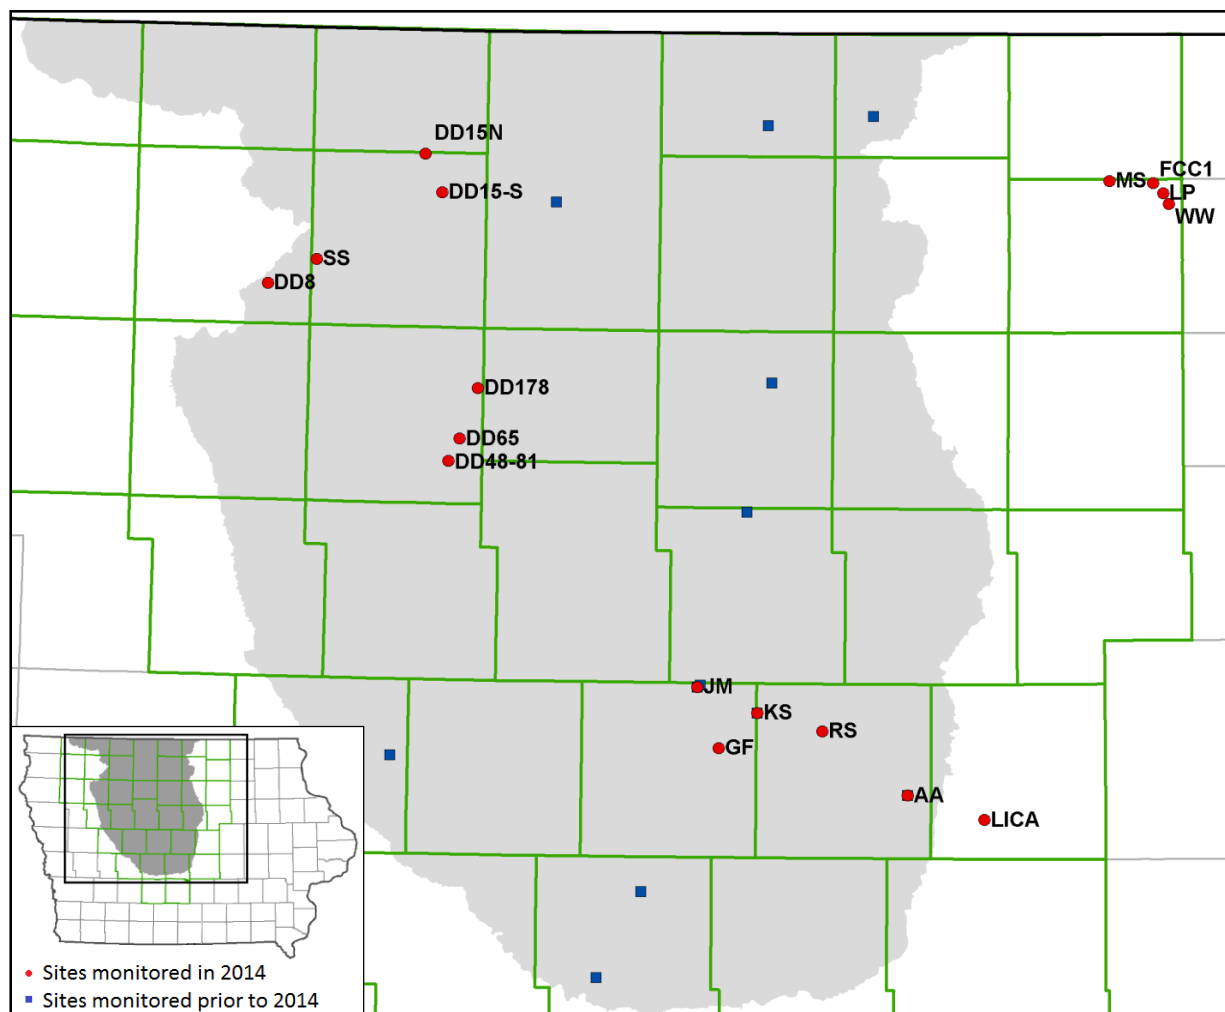 DD15N
FCC1
MS
DD15-S
LP
WW
SS
DD8
DD178
DD65
DD48-81
JM
KS
RS
GF
AA
LICA
Sites monitored in 2014
Sites monitored prior to 2014